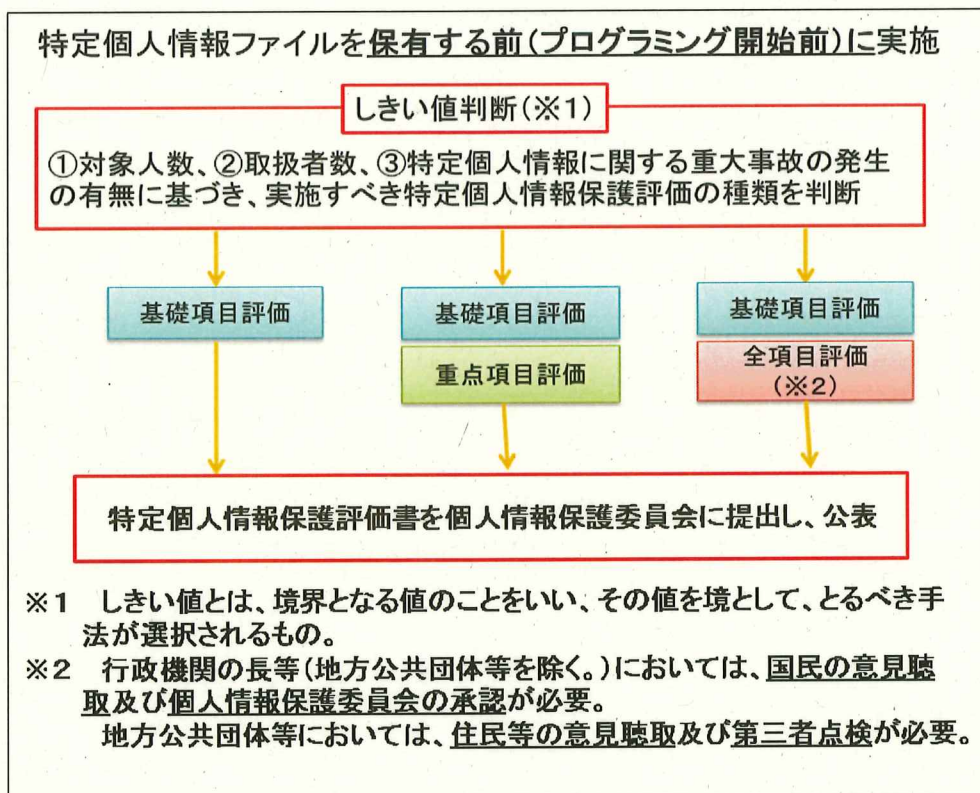 特定個人情報ファイルを保有する前(プログラミング開始前)に実施
しきい値判断(※1)
①対象人数、②取扱者数、③特定個人情報に関する重大事故の発生
の有無に基づき、実施すべき特定個人情報保護評価の種類を判断
基礎項目評価
基礎項目評価
重点項目評価
基礎項目評価
全項目評価
(※2)
特定個人情報保護評価書を個人情報保護委員会に提出し、公表
※1 しきい値とは、境界となる値のことをいい、その値を境として、とるべき手
法が選択されるもの。
※2 行政機関の長等(地方公共団体等を除く。)においては、国民の意見聴
取及び個人情報保護委員会の承認が必要。
地方公共団体等においては、住民等の意見聴取及び第三者点検が必要。